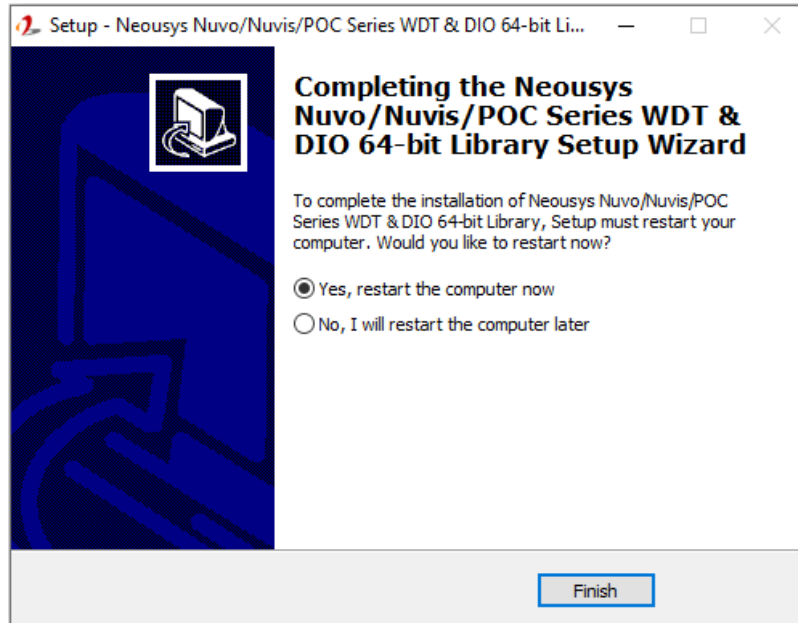 Setup - Neousys Nuvo/Nuvis/POC Series WDT & DIO 64-bit Li...
Completing the Neousys
Nuvo/Nuvis/POC Series WDT &
DIO 64-bit Library Setup Wizard
To complete the installation of Neousys Nuvo/Nuvis/POC
Series WDT & DIO 64-bit Library, Setup must restart your
computer. Would you like to restart now?
Yes, restart the computer now
No, I will restart the computer later
Finish